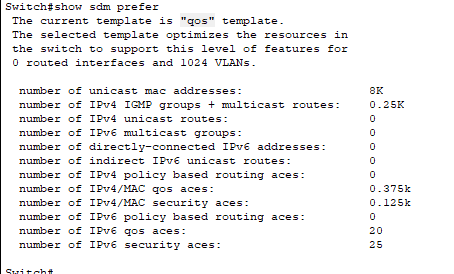 Switch#show sdm prefer
The current template is "qos" template.
The selected template optimizes the resources in
the switch to support this level of features for
0 routed interfaces and 1024 VLANs.
number of unicast mac addresses: 8K
number of IPv4 IGMP groups + multicast routes: 0.25K
number of IPv4 unicast routes: 0
number of IPv6 multicast groups: 0
number of directly-connected IPv6 addresses: 0
number of indirect IPv6 unicast routes: 0
number of IPv4 policy based routing aces: 0
number of IPv4/MAC qos aces: 0.375k
number of IPv4/MAC security aces: 0.125k
number of IPv6 policy based routing aces: 0
number of IPv6 qos aces: 20
number of IPv6 security aces: 25
Switch#